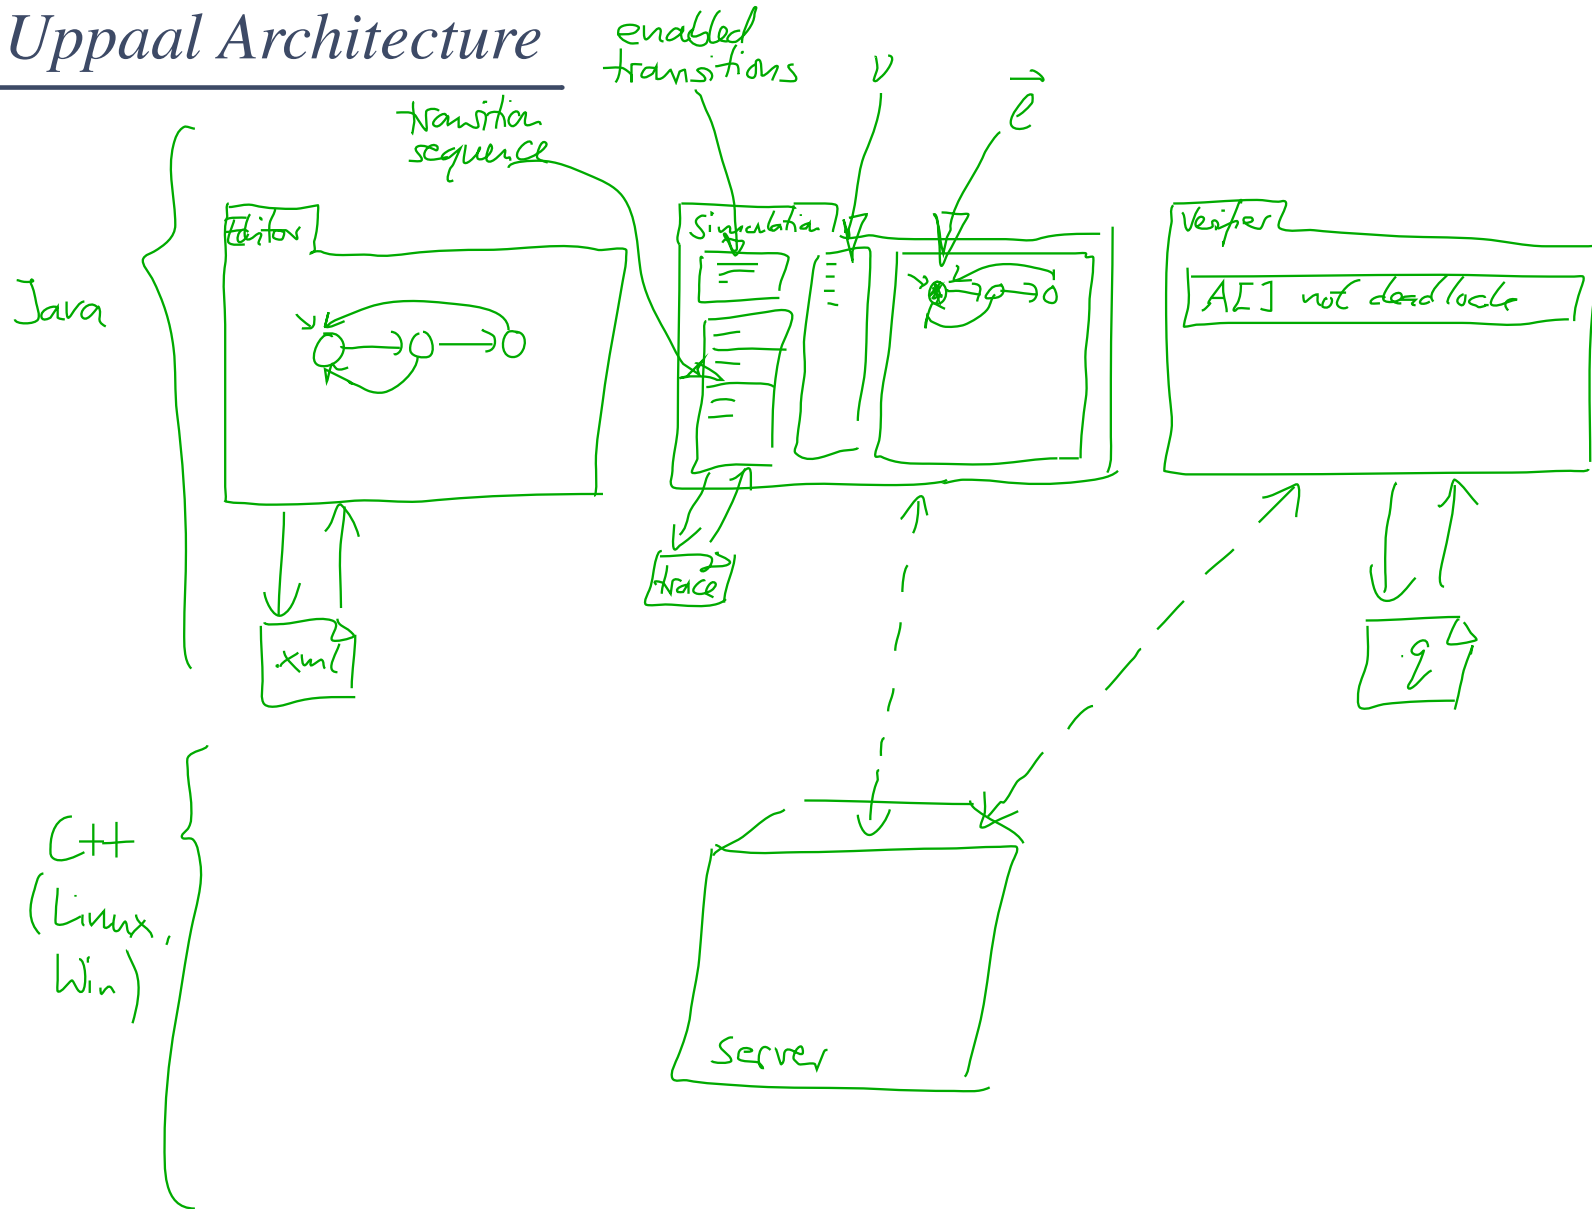 Uppaal Architecture
enabled
transitions
ν
ℓ
transition
sequence
Java
Editor
Simulation
Verifier
A[] not deadlock
trace
.xml
.q
C++
(Linux,
Win)
Server